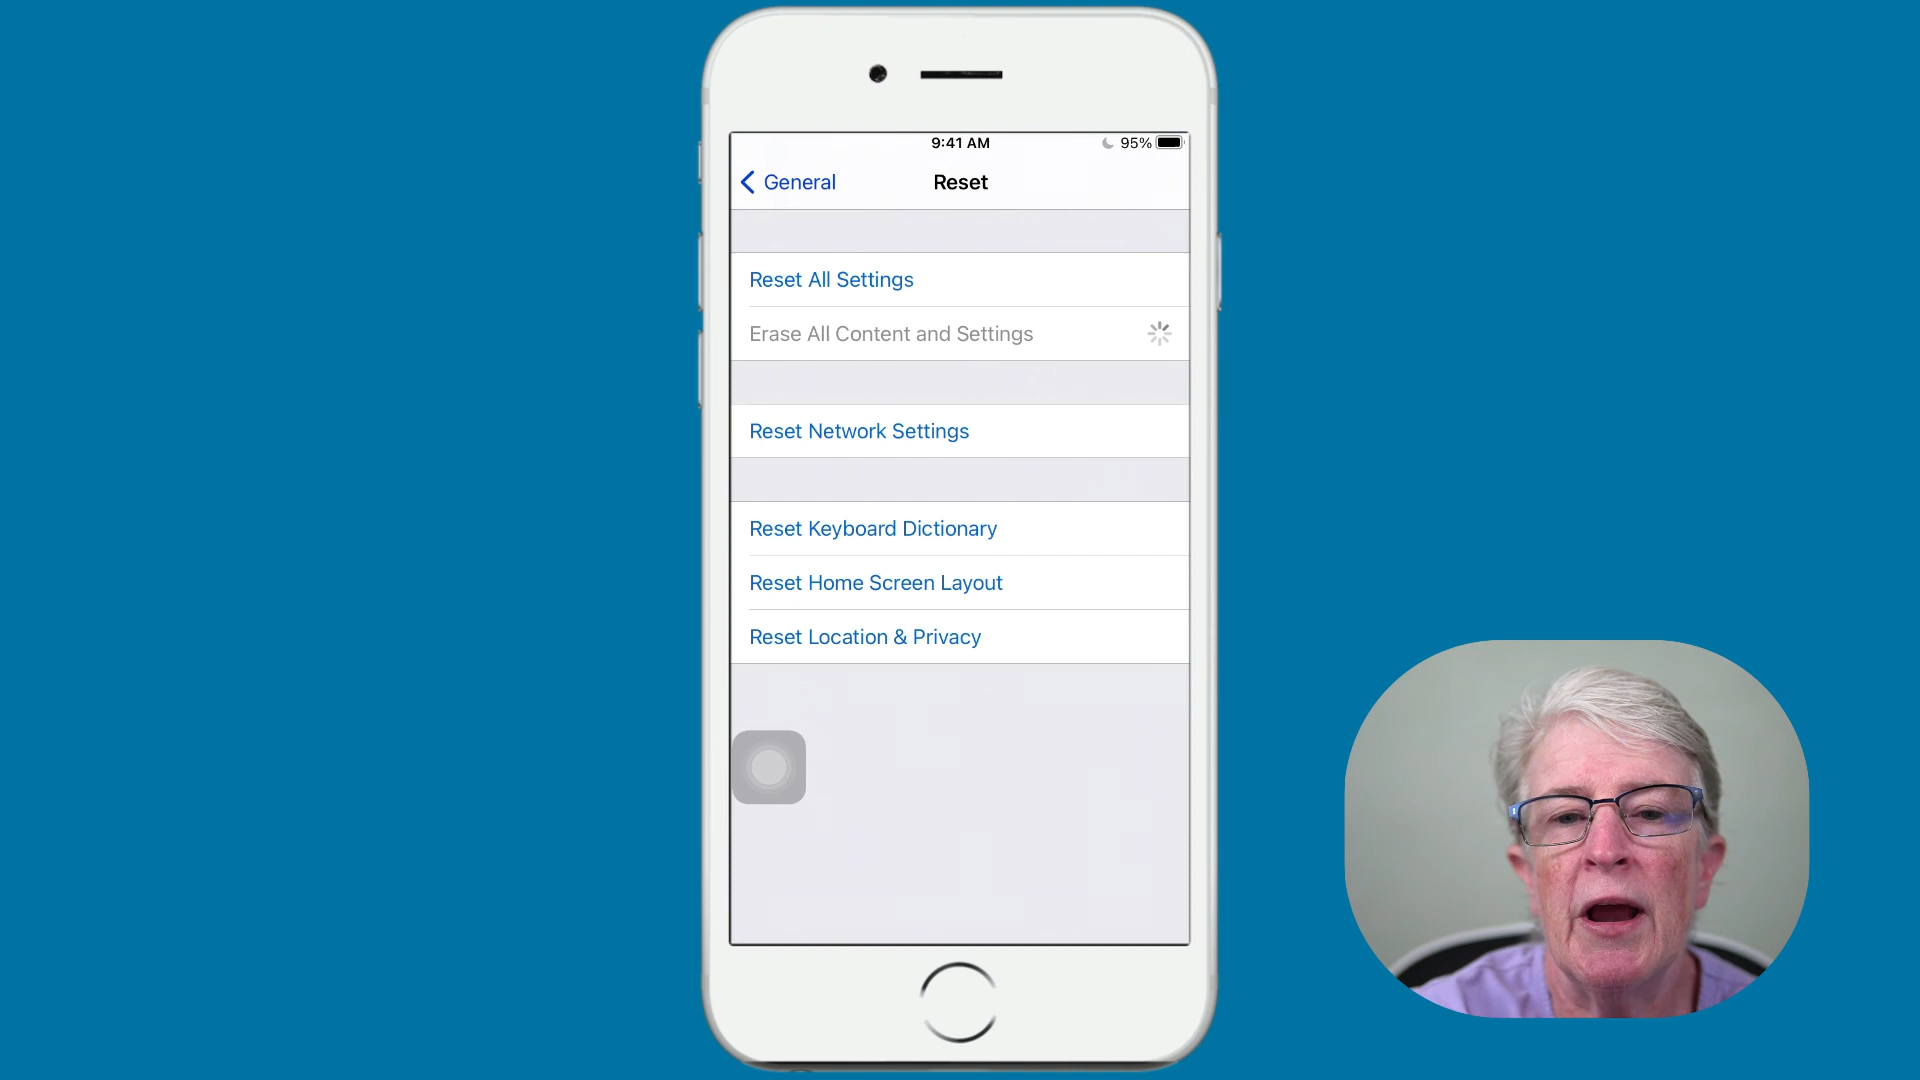 9:41 AM
95%
General
Reset
Reset All Settings
Erase All Content and Settings
Reset Network Settings
Reset Keyboard Dictionary
Reset Home Screen Layout
Reset Location & Privacy